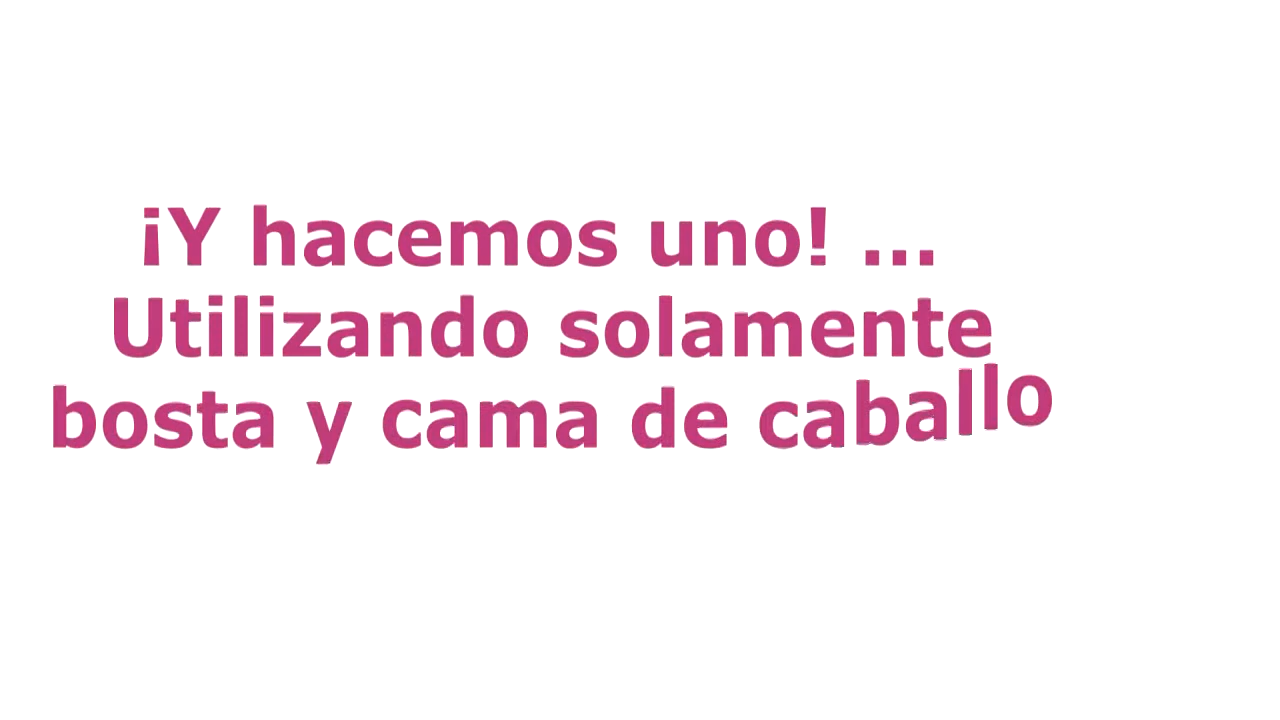 ¡Y hacemos uno! ...
Utilizando solamente
bosta y cama de caballo